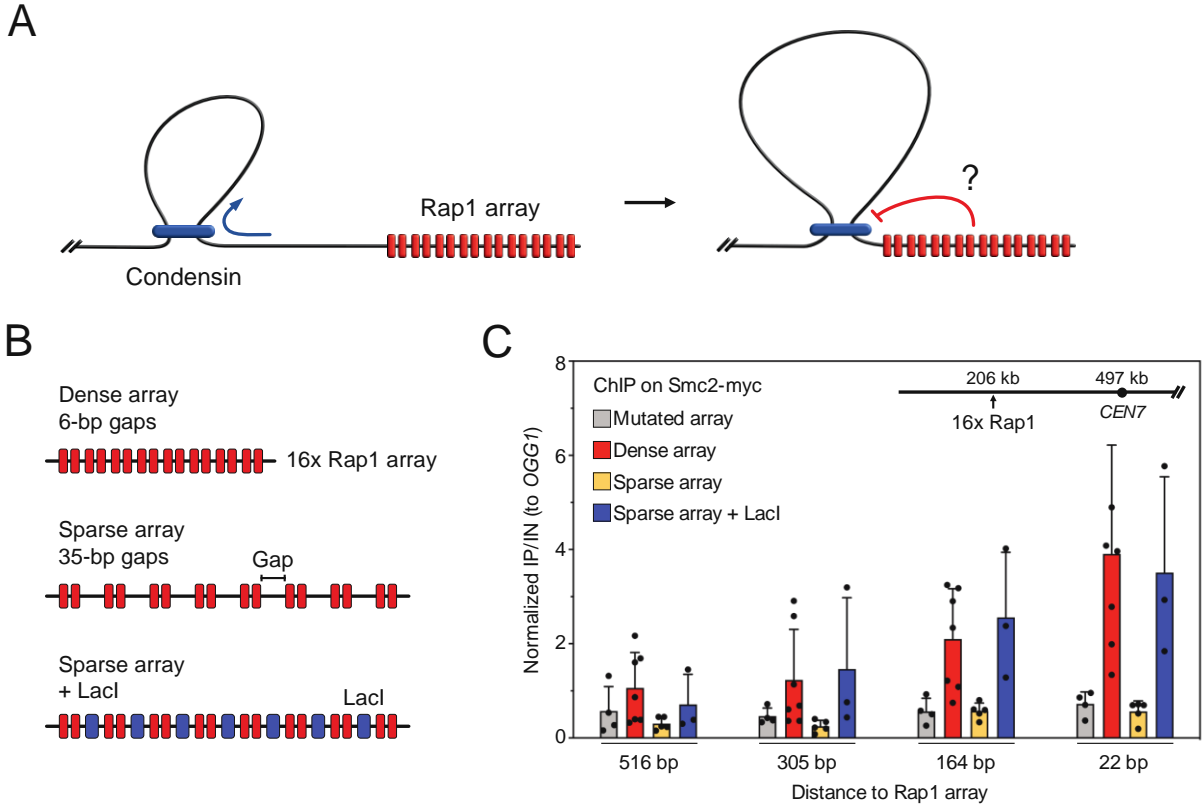 A
Rap1 array
?
Condensin
B
Dense array
6-bp gaps
16x Rap1 array
Sparse array
35-bp gaps
Gap
Sparse array
+ LacI
LacI
C
Normalized IP/IN (to OGG1)
8
6
4
2
0
ChIP on Smc2-myc
Mutated array
Dense array
Sparse array
Sparse array + LacI
206 kb
497 kb
16x Rap1
CEN7
516 bp
305 bp
164 bp
22 bp
Distance to Rap1 array